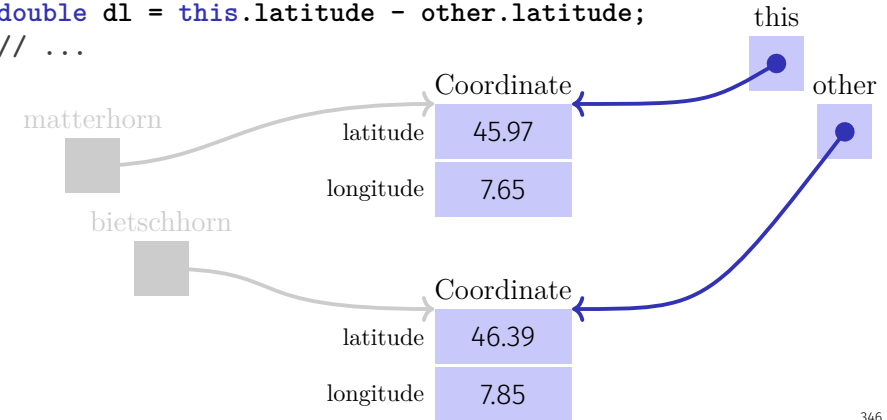 double dl = this.latitude - other.latitude;
// ...
this
other
Coordinate
matterhorn
latitude 45.97
longitude 7.65
bietschhorn
Coordinate
latitude 46.39
longitude 7.85
346